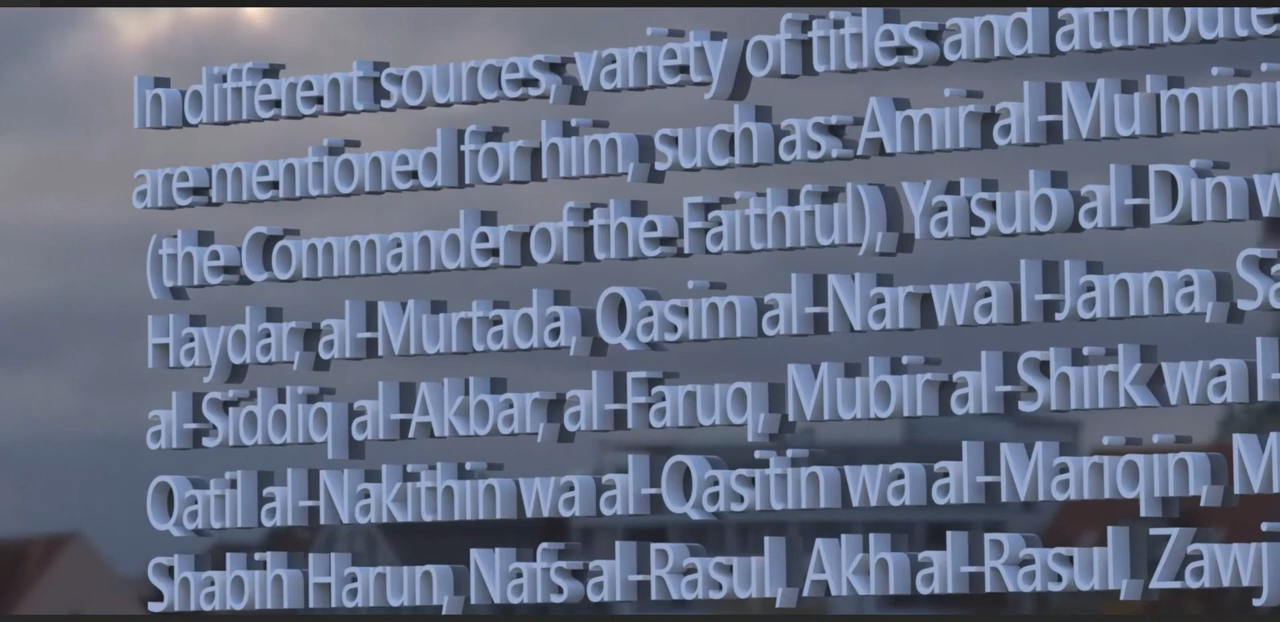 In different sources, variety of titles and
are mentioned for him, such as: Amir al-Mu'mini
(the Commander of the Faithful), Ya'sub al-Din
Haydar, al-Murtada, Qasim al-Nar wa l-Janna,
al-Siddiq al-Akbar, al-Faruq, Mubir al-Shirk wa l-
Qatil al-Nakithin wa al-Qasitin wa al-Mariqin,
Shabih Harun, Nafs al-Rasul, Akh al-Rasul, Zawj